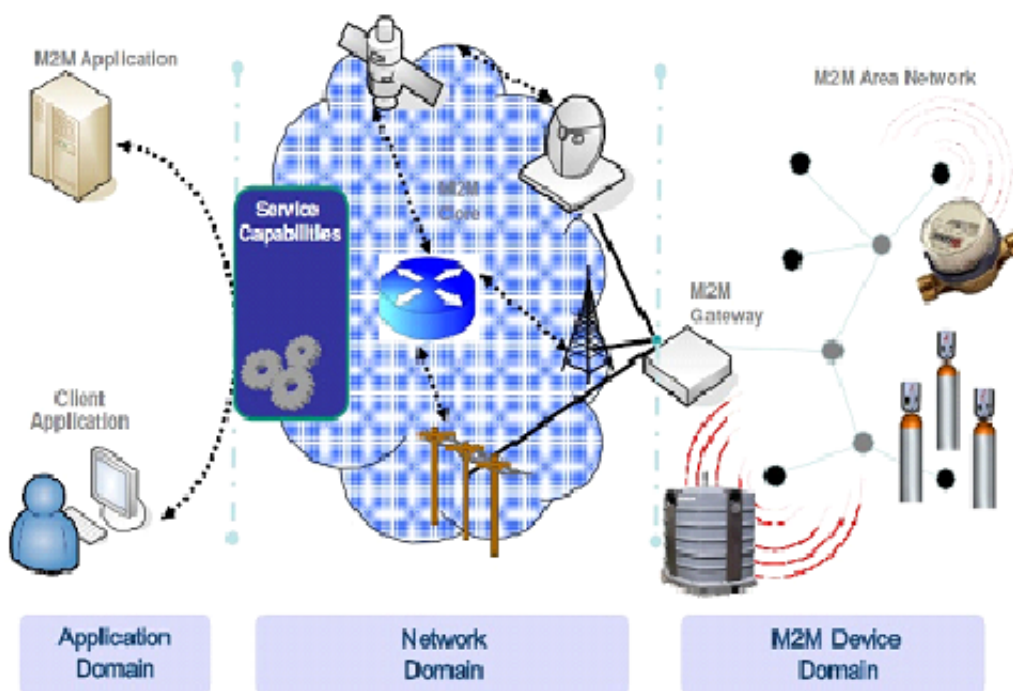 M2M Application
M2M Area Network
M2M
Core
Service
Capabilities
M2M
Gateway
Client
Application
Application
Domain
Network
Domain
M2M Device
Domain